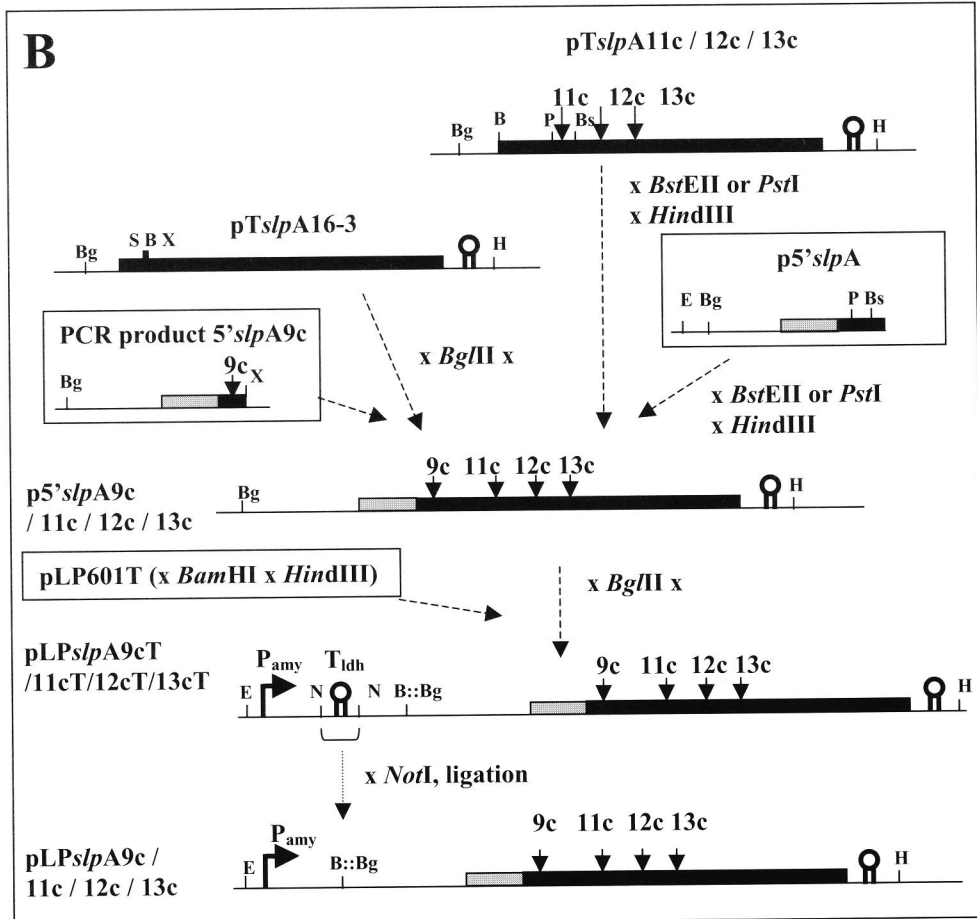 B
pTslpA11c / 12c / 13c
11c 12c 13c
Bg B P Bs H
x BstEII or PstI
x HindIII
pTslpA16-3
Bg S B X H
p5'slpA
E Bg P Bs
PCR product 5'slpA9c
9c
Bg X
x BglII x
x BstEII or PstI
x HindIII
9c 11c 12c 13c
p5'slpA9c
/ 11c / 12c / 13c
Bg H
pLP601T (x BamHI x HindIII)
x BglII x
pLPslpA9cT
/11cT/12cT/13cT
Pamy Tldh
9c 11c 12c 13c
E N N B::Bg H
x NotI, ligation
9c 11c 12c 13c
pLPslpA9c /
11c / 12c / 13c
Pamy
E B::Bg H